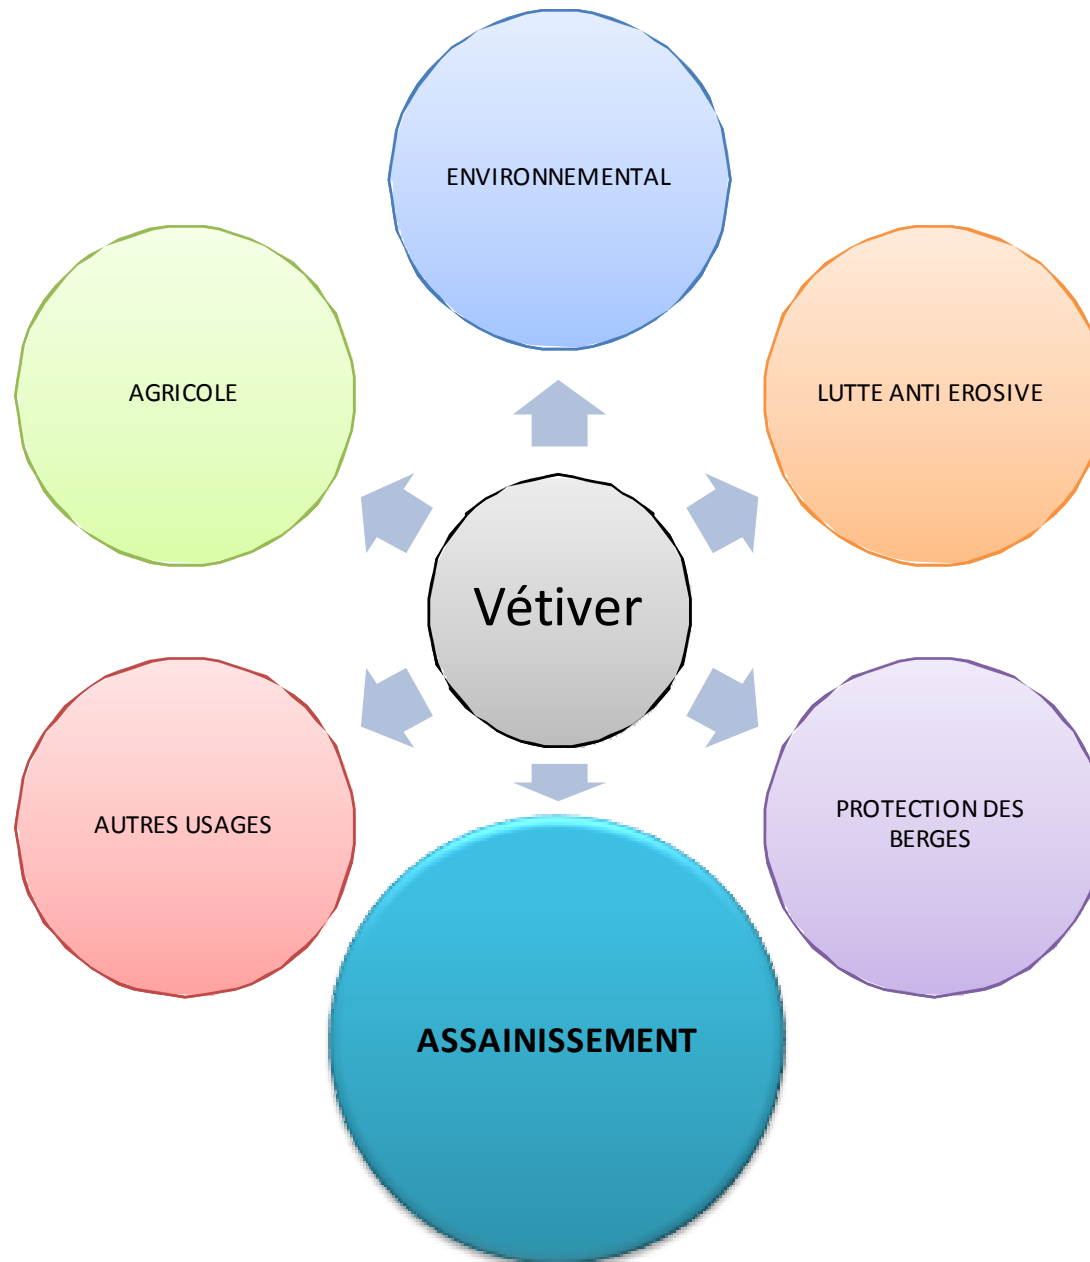 ENVIRONNEMENTAL
AGRICOLE
LUTTE ANTI EROSIVE
Vétiver
AUTRES USAGES
PROTECTION DES
BERGES
ASSAINISSEMENT